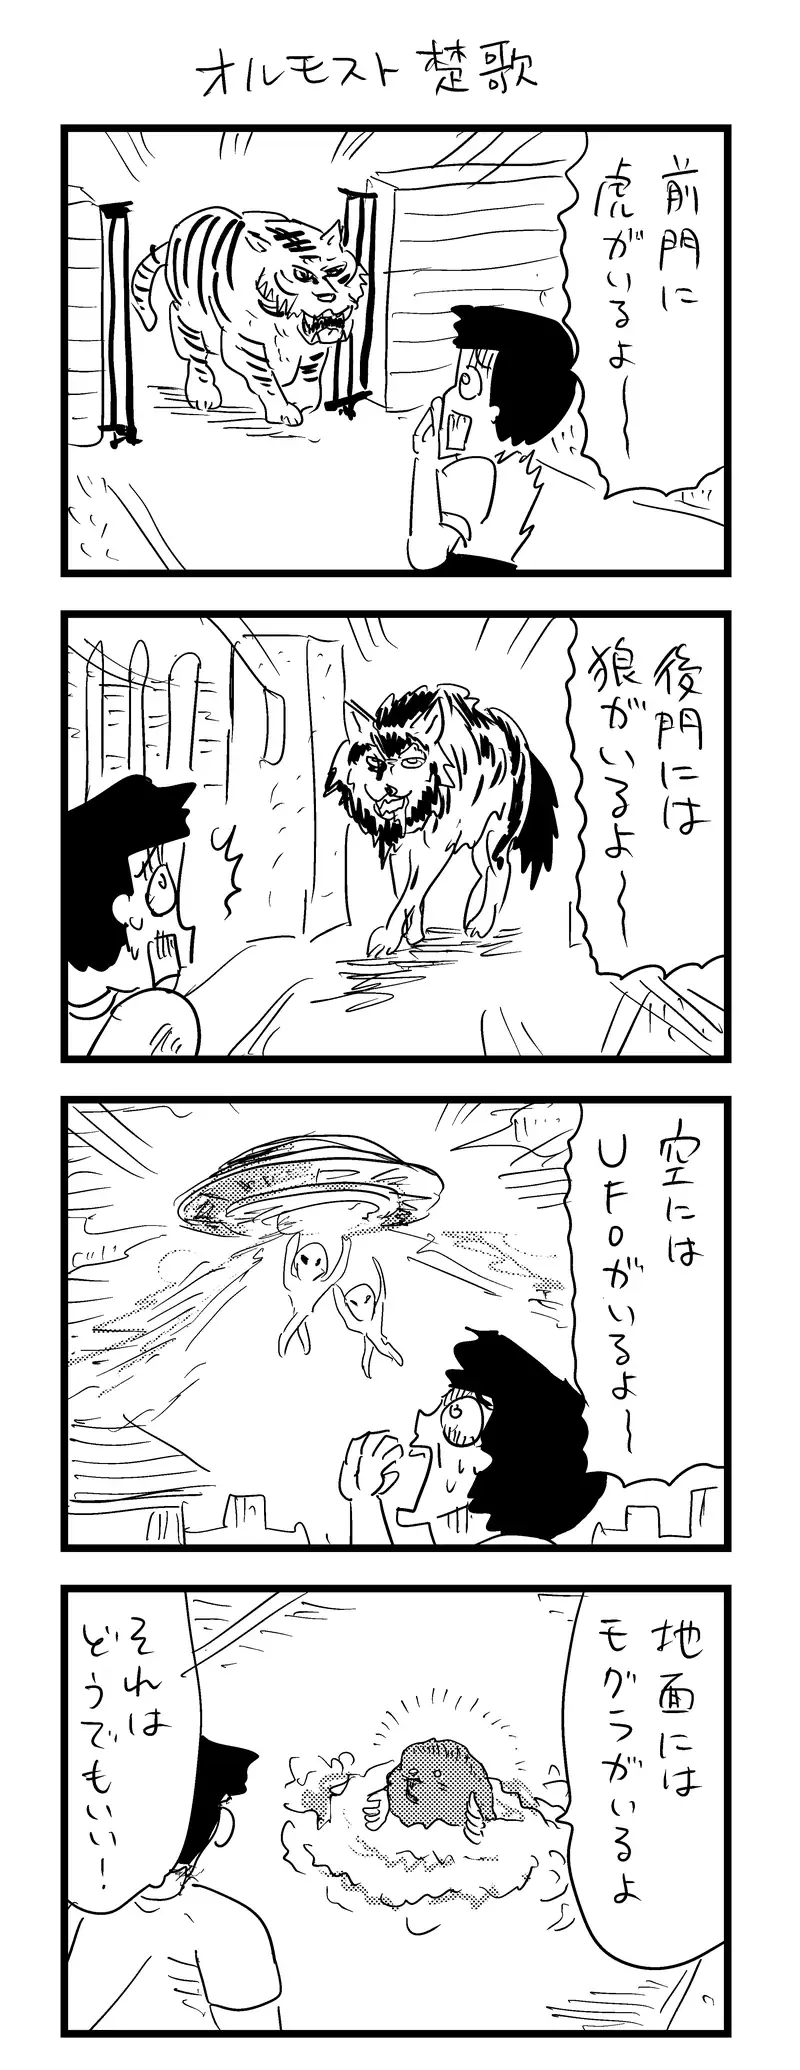 オルモスト楚歌
前門に
虎がいるよ～
後門には
狼がいるよ～
空には
UFOがいるよ～
地面には
モグラがいるよ
それは
どうでもいい！